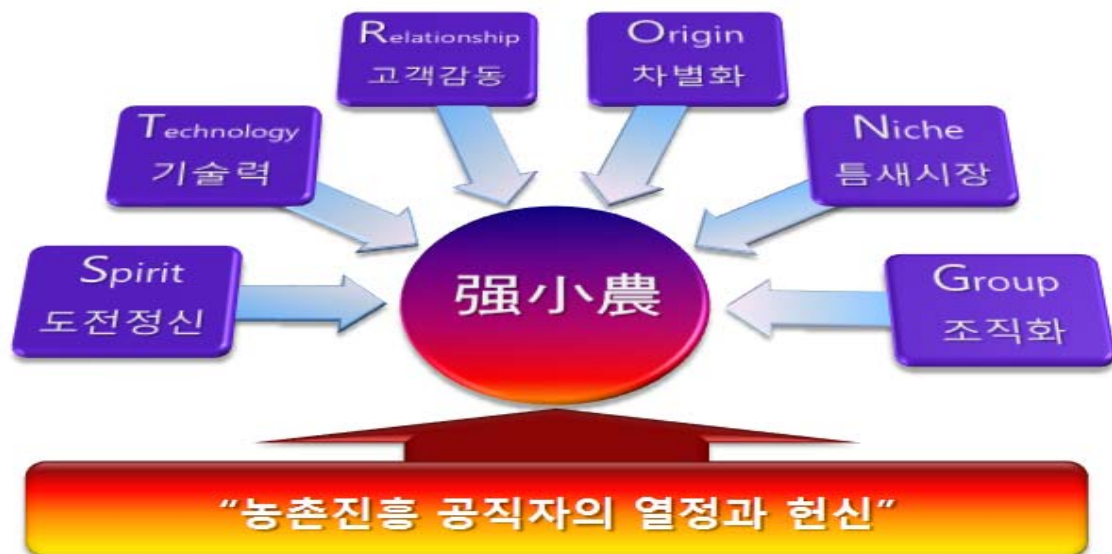 Spirit
도전정신
Technology
기술력
Relationship
고객감동
Origin
차별화
Niche
틈새시장
Group
조직화
强小農
“농촌진흥 공직자의 열정과 헌신”